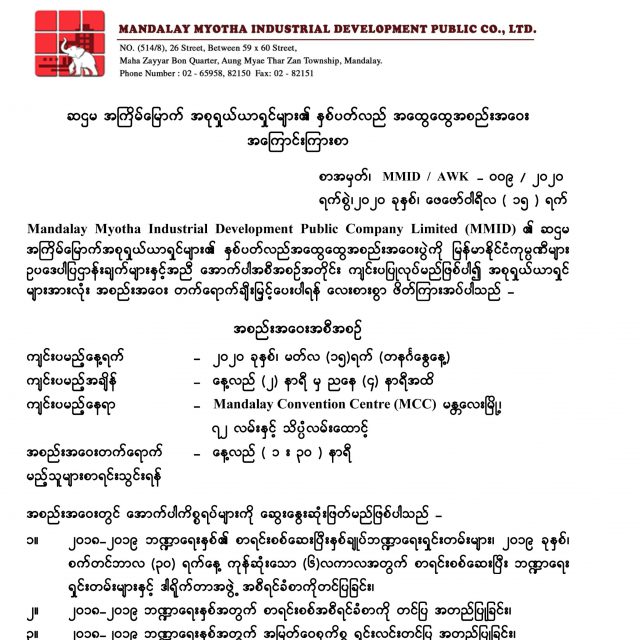 MANDALAY MYOTHA INDUSTRIAL DEVELOPMENT PUBLIC CO., LTD.
NO. (514/8), 26 Street, Between 59 x 60 Street,
Maha Zayyar Bon Quarter, Aung Myae Thar Zan Township, Mandalay.
Phone Number : 02 - 65958, 82150 Fax: 02 - 82151
ဆဌမ အကြိမ်မြောက် အစုရှယ်ယာရှင်များ၏ နှစ်ပတ်လည် အထွေထွေအစည်းအဝေး
အကြောင်းကြားစာ
စာအမှတ်၊ MMID / AWK – ၀၀၉ / ၂၀၂၀
ရက်စွဲ၊၂၀၂၀ ခုနှစ်၊ ဖေဖော်ဝါရီလ ( ၁၅ ) ရက်
Mandalay Myotha Industrial Development Public Company Limited (MMID) ၏ ဆဌမ
အကြိမ်မြောက်အစုရှယ်ယာရှင်များ၏ နှစ်ပတ်လည်အထွေထွေအစည်းအဝေးပွဲကို မြန်မာနိုင်ငံကုမ္ပဏီများ
ဥပဒေပါပြဌာန်းချက်များနှင့်အညီ အောက်ပါအစီအစဉ်အတိုင်း ကျင်းပပြုလုပ်မည်ဖြစ်ပါ၍ အစုရှယ်ယာရှင်
များအားလုံး အစည်းအဝေး တက်ရောက်ချီးမြှင့်ပေးပါရန် လေးစားစွာ ဖိတ်ကြားအပ်ပါသည် –
အစည်းအဝေးအစီအစဉ်
ကျင်းပမည့်နေ့ရက် – ၂၀၂၀ ခုနှစ်၊ မတ်လ (၁၅)ရက် (တနင်္ဂနွေနေ့)
ကျင်းပမည့်အချိန် – နေ့လည် (၂) နာရီ မှ ညနေ (၄) နာရီအထိ
ကျင်းပမည့်နေရာ – Mandalay Convention Centre (MCC) မန္တလေးမြို့၊
၇၂ လမ်းနှင့် သိပ္ပံလမ်းထောင့်
အစည်းအဝေးတက်ရောက် – နေ့လည် ( ၁ း ၃၀ ) နာရီ
မည့်သူများစာရင်းသွင်းရန်
အစည်းအဝေးတွင် အောက်ပါကိစ္စရပ်များကို ဆွေးနွေးဆုံးဖြတ်မည်ဖြစ်ပါသည် –
၁။ ၂၀၁၈–၂၀၁၉ ဘဏ္ဍာရေးနှစ်၏ စာရင်းစစ်ဆေးပြီးနှစ်ချုပ်ဘဏ္ဍာရေးရှင်းတမ်းများ၊ ၂၀၁၉ ခုနှစ်၊
စက်တင်ဘာလ (၃၀) ရက်နေ့ ကုန်ဆုံးသော (၆)လကာလအတွက် စာရင်းစစ်ဆေးပြီး ဘဏ္ဍာရေး
ရှင်းတမ်းများနှင့် ဒါရိုက်တာအဖွဲ့ အစီရင်ခံစာကိုတင်ပြခြင်း၊
၂။ ၂၀၁၈–၂၀၁၉ ဘဏ္ဍာရေးနှစ်အတွက် စာရင်းစစ်အစီရင်ခံစာကို တင်ပြ အတည်ပြုခြင်း၊
၃။ ၂၀၁၈–၂၀၁၉ ဘဏ္ဍာရေးနှစ်အတွက် အမြတ်ဝေစုကိစ္စ ရှင်းလင်းတင်ပြ အတည်ပြုခြင်း၊